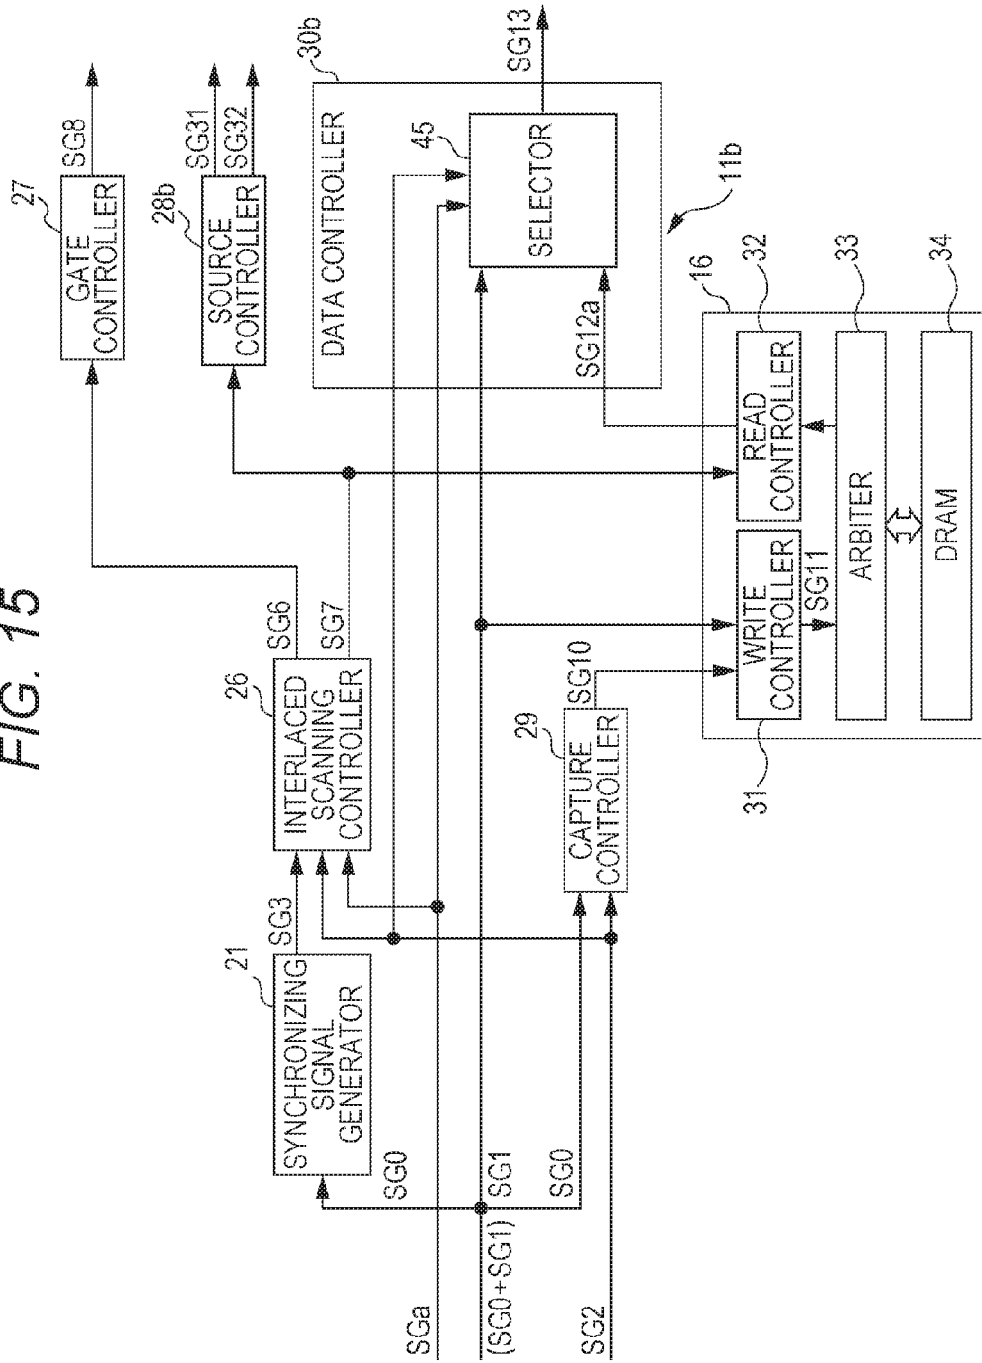 FIG. 15
27
GATE
CONTROLLER
SG8
28b
SOURCE
CONTROLLER
SG31
SG32
30b
DATA CONTROLLER
45
SELECTOR
SG13
11b
21
SYNCHRONIZING
SIGNAL
GENERATOR
SG3
26
INTERLACED
SCANNING
CONTROLLER
SG6
SG7
SG0
SGa
SG1
(SG0+SG1)
SG0
SG2
29
CAPTURE
CONTROLLER
SG10
SG12a
16
31
WRITE
CONTROLLER
32
READ
CONTROLLER
SG11
33
ARBITER
34
DRAM